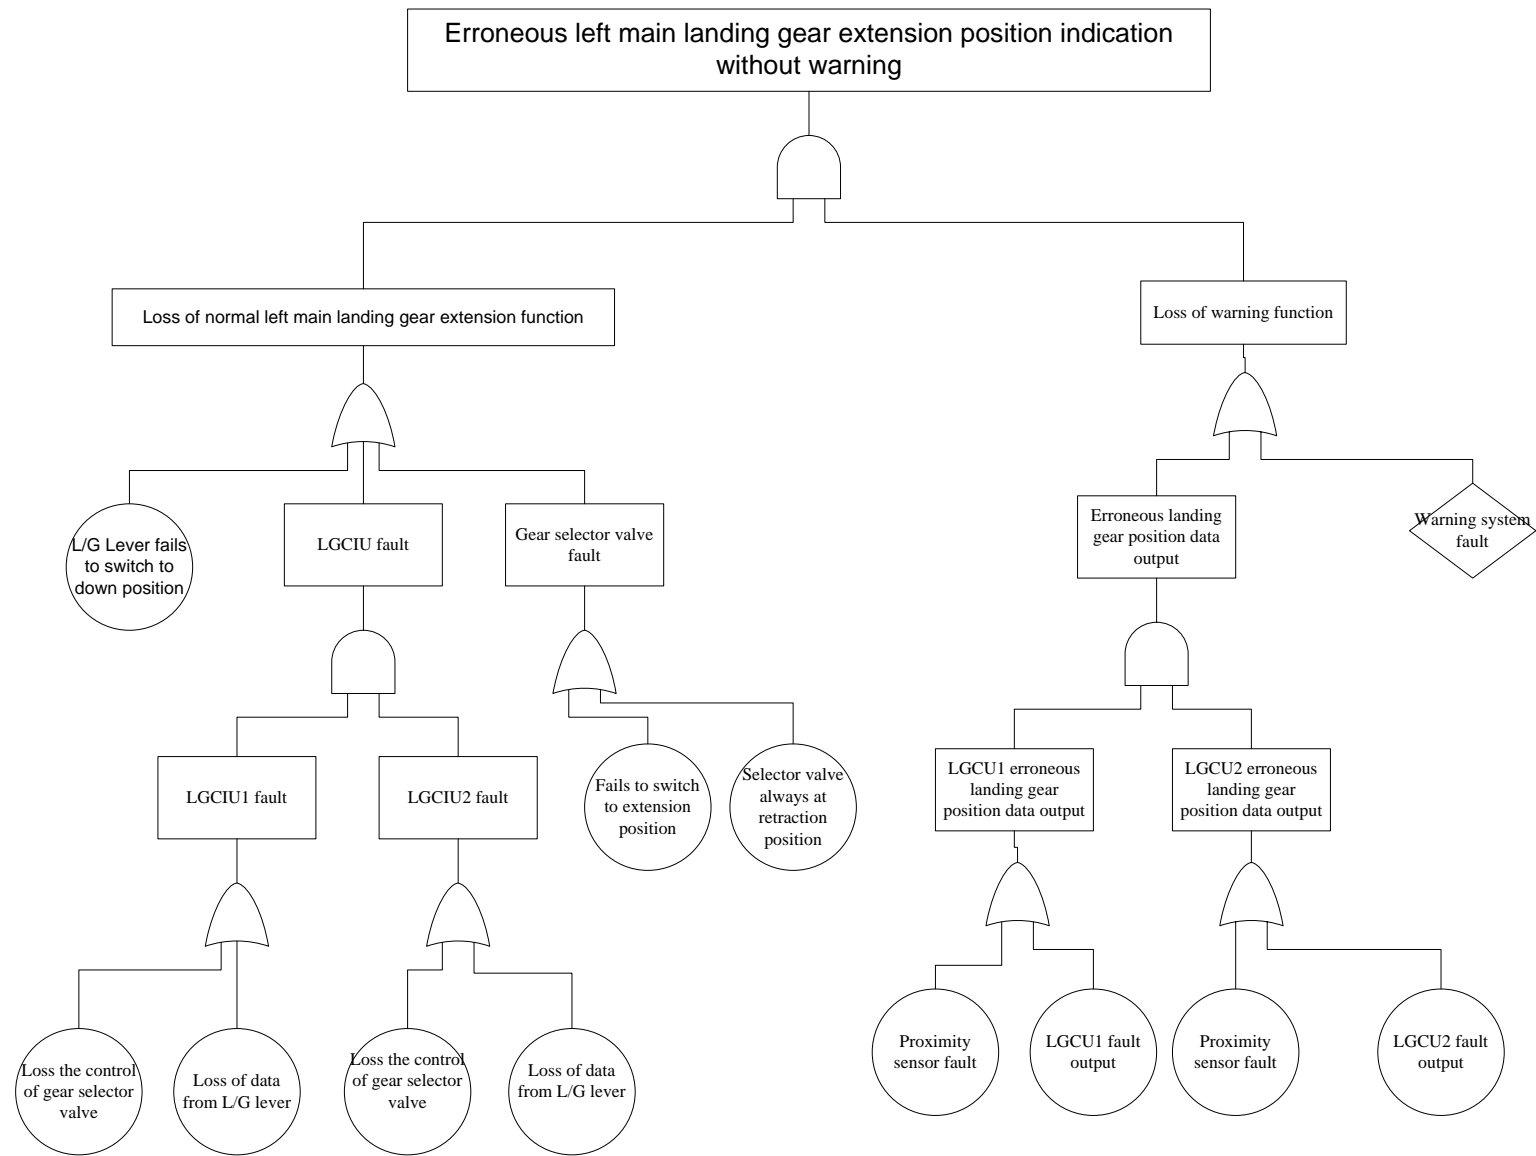 Erroneous left main landing gear extension position indication
without warning
Loss of normal left main landing gear extension function
Loss of warning function
L/G Lever fails
to switch to
down position
LGCIU fault
Gear selector valve
fault
Erroneous landing
gear position data
output
Warning system
fault
LGCIU1 fault
LGCIU2 fault
Fails to switch
to extension
position
Selector valve
always at
retraction
position
LGCU1 erroneous
landing gear
position data output
LGCU2 erroneous
landing gear
position data output
Loss the control
of gear selector
valve
Loss of data
from L/G lever
Loss the control
of gear selector
valve
Loss of data
from L/G lever
Proximity
sensor fault
LGCU1 fault
output
Proximity
sensor fault
LGCU2 fault
output